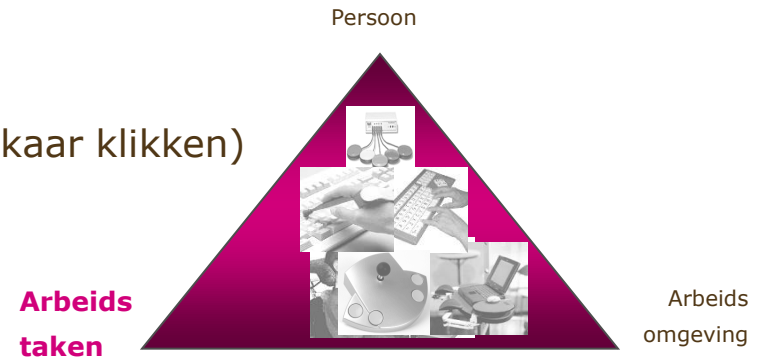 Persoon
kaar klikken)
Arbeids
taken
Arbeids
omgeving